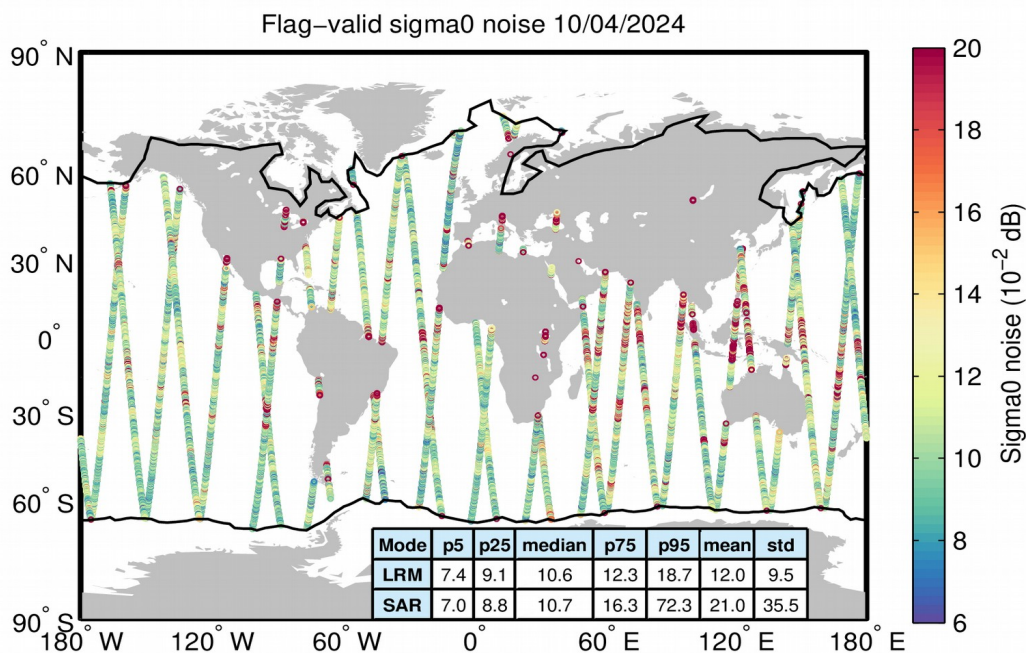 Flag−valid sigma0 noise 10/04/2024
90° N
60° N
30° N
0°
30° S
60° S
90° S
180° W
120° W
60° W
0°
60° E
120° E
180° E
Mode p5 p25 median p75 p95 mean std
LRM 7.4 9.1 10.6 12.3 18.7 12.0 9.5
SAR 7.0 8.8 10.7 16.3 72.3 21.0 35.5
20
18
16
14
12
10
8
6
Sigma0 noise (10⁻² dB)